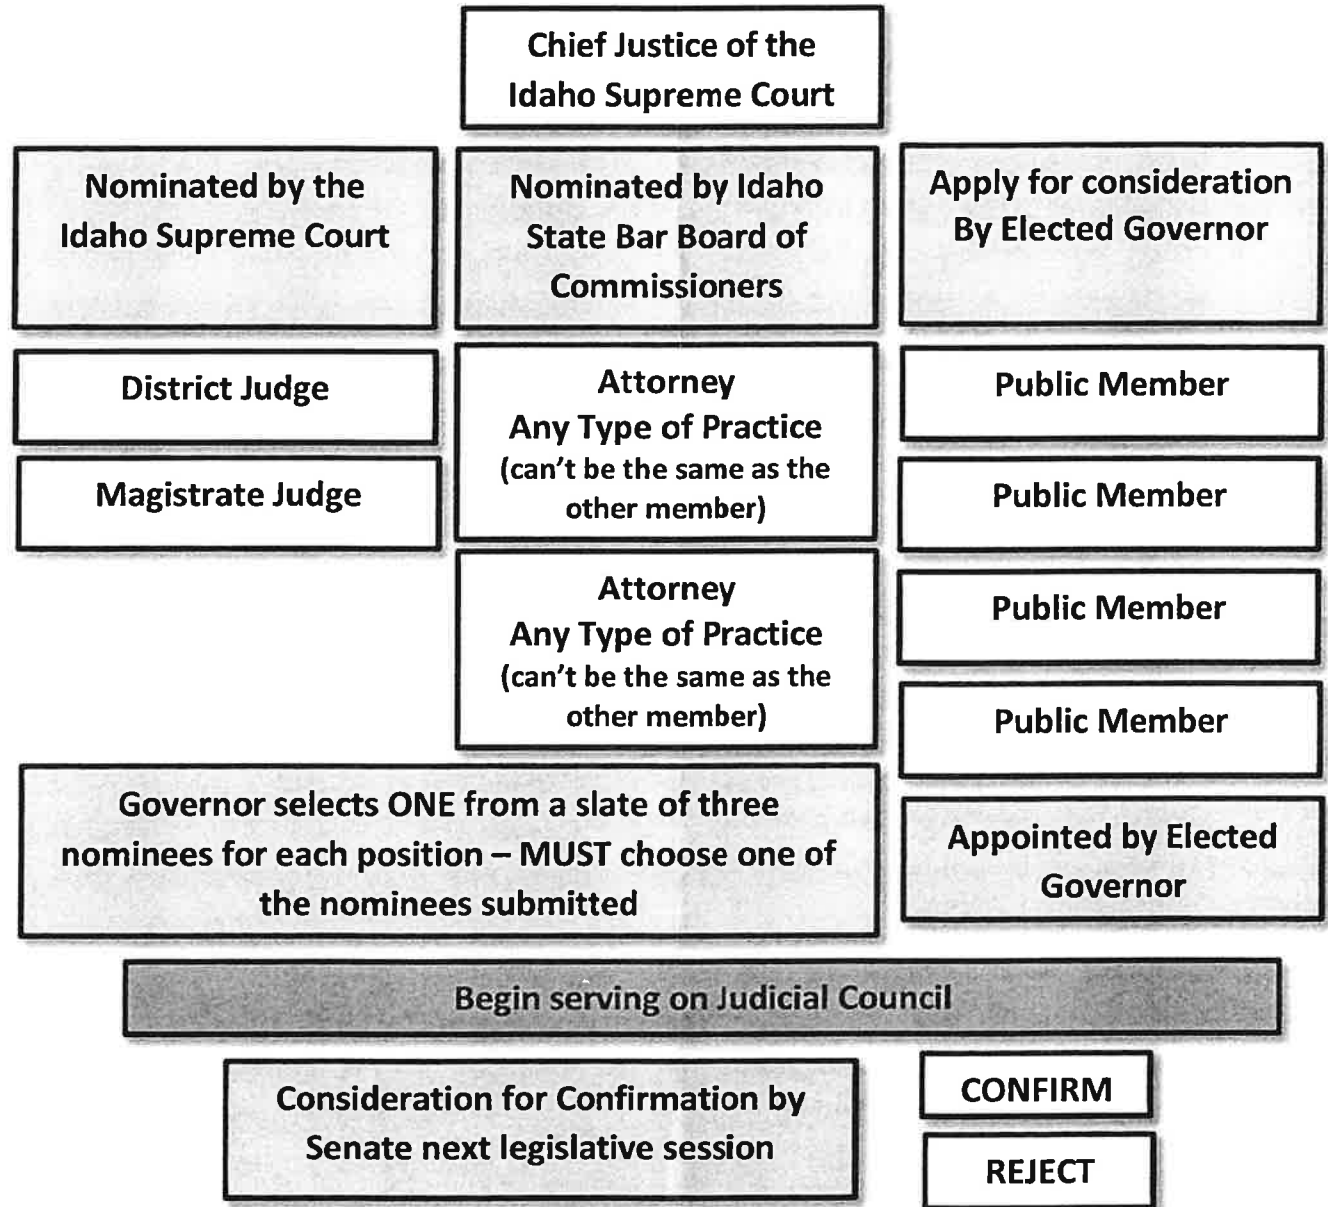 Chief Justice of the
Idaho Supreme Court
Nominated by the
Idaho Supreme Court
Nominated by Idaho
State Bar Board of
Commissioners
Apply for consideration
By Elected Governor
District Judge
Magistrate Judge
Attorney
Any Type of Practice
(can't be the same as the
other member)
Attorney
Any Type of Practice
(can't be the same as the
other member)
Public Member
Public Member
Public Member
Public Member
Governor selects ONE from a slate of three
nominees for each position – MUST choose one of
the nominees submitted
Appointed by Elected
Governor
Begin serving on Judicial Council
Consideration for Confirmation by
Senate next legislative session
CONFIRM
REJECT